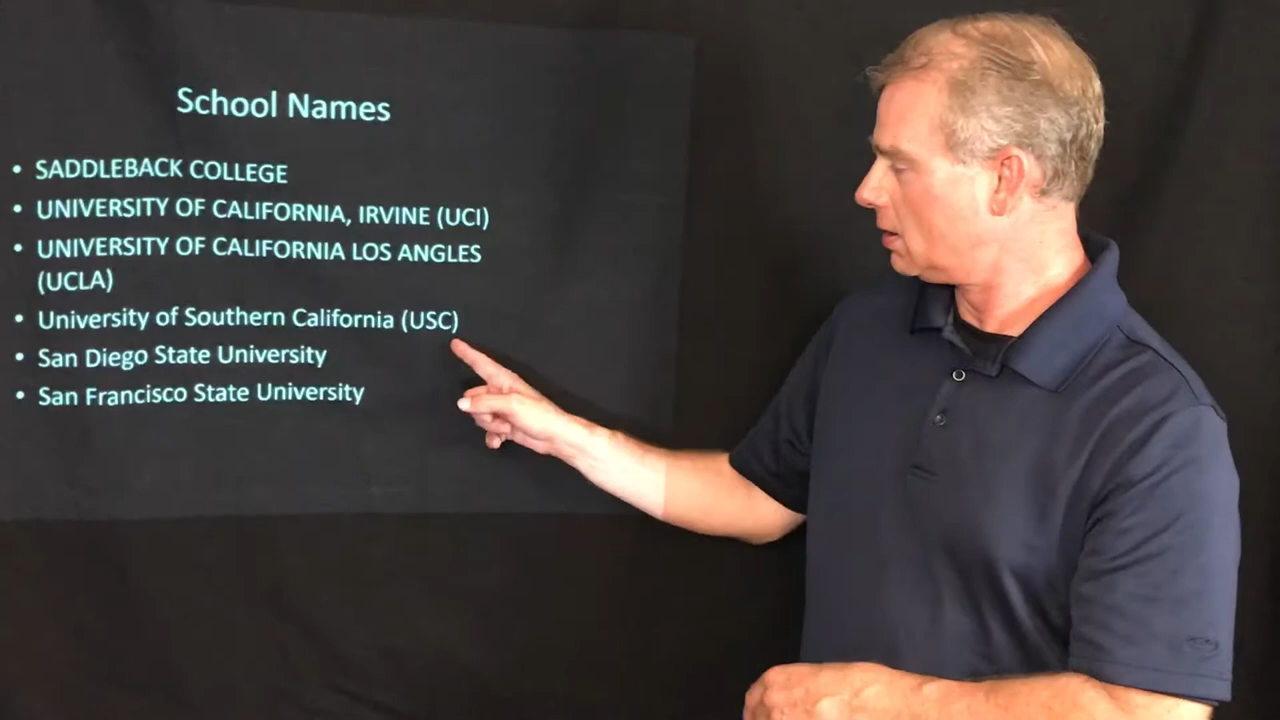 School Names
• SADDLEBACK COLLEGE
• UNIVERSITY OF CALIFORNIA, IRVINE (UCI)
• UNIVERSITY OF CALIFORNIA LOS ANGLES
(UCLA)
• University of Southern California (USC)
• San Diego State University
• San Francisco State University